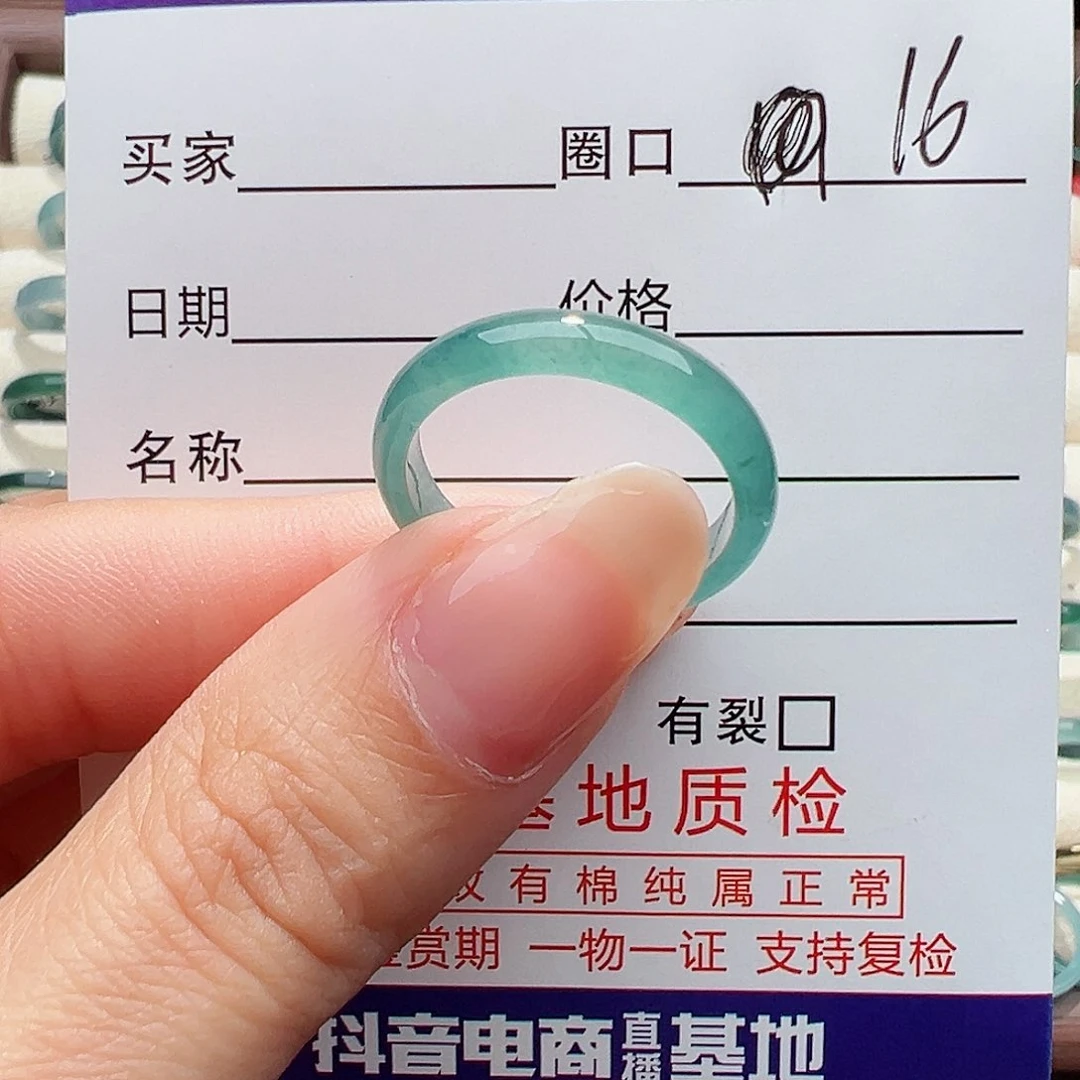 买家 圈口 16
日期 价格
名称
有裂
地质检
有棉纯属正常
赏期 一物一证 支持复检
抖音电商直播基地